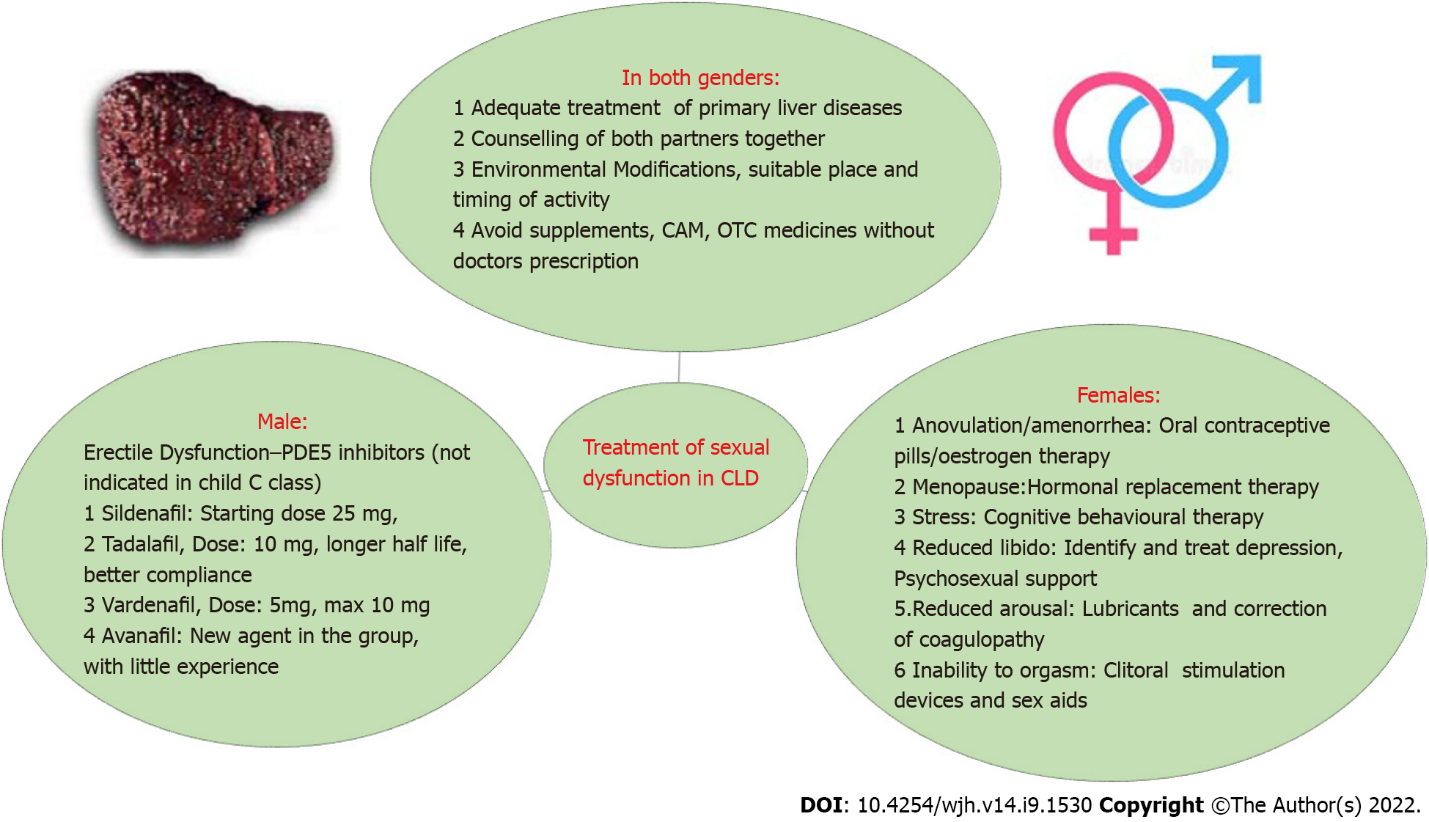 In both genders:
1 Adequate treatment of primary liver diseases
2 Counselling of both partners together
3 Environmental Modifications, suitable place and
timing of activity
4 Avoid supplements, CAM, OTC medicines without
doctors prescription
Male:
Erectile Dysfunction–PDE5 inhibitors (not
indicated in child C class)
1 Sildenafil: Starting dose 25 mg,
2 Tadalafil, Dose: 10 mg, longer half life,
better compliance
3 Vardenafil, Dose: 5mg, max 10 mg
4 Avanafil: New agent in the group,
with little experience
Treatment of sexual
dysfunction in CLD
Females:
1 Anovulation/amenorrhea: Oral contraceptive
pills/oestrogen therapy
2 Menopause:Hormonal replacement therapy
3 Stress: Cognitive behavioural therapy
4 Reduced libido: Identify and treat depression,
Psychosexual support
5.Reduced arousal: Lubricants and correction
of coagulopathy
6 Inability to orgasm: Clitoral stimulation
devices and sex aids
DOI: 10.4254/wjh.v14.i9.1530 Copyright ©The Author(s) 2022.